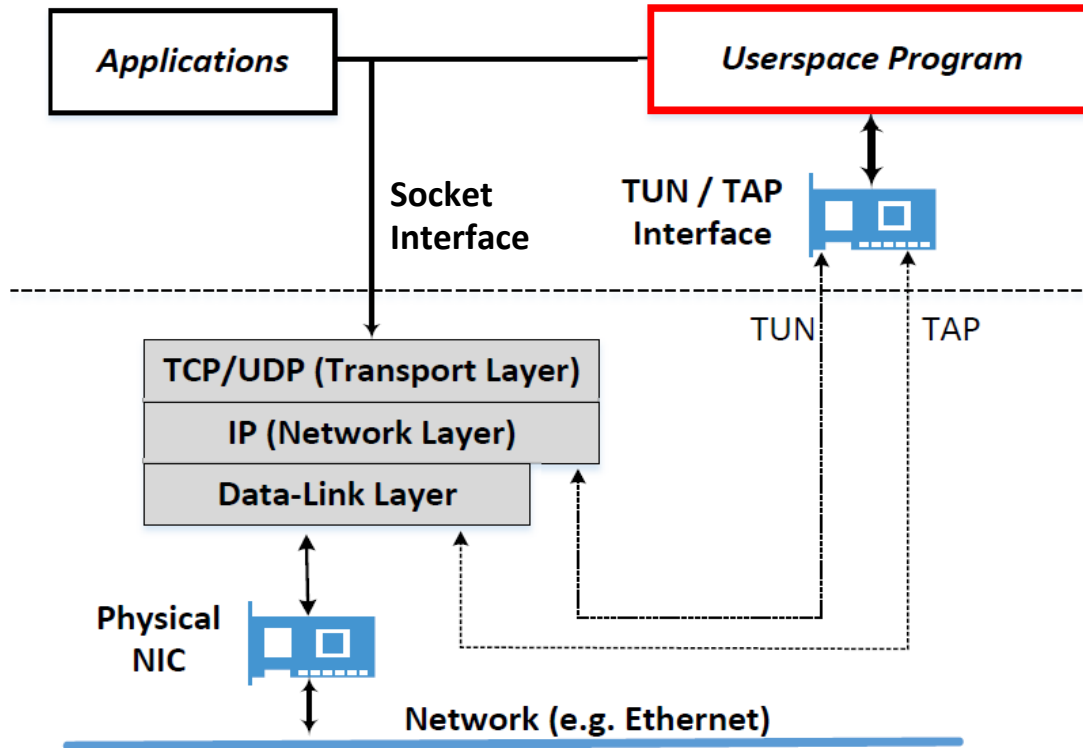 Applications
Userspace Program
Socket
Interface
TUN / TAP
Interface
TUN
TAP
TCP/UDP (Transport Layer)
IP (Network Layer)
Data-Link Layer
Physical
NIC
Network (e.g. Ethernet)